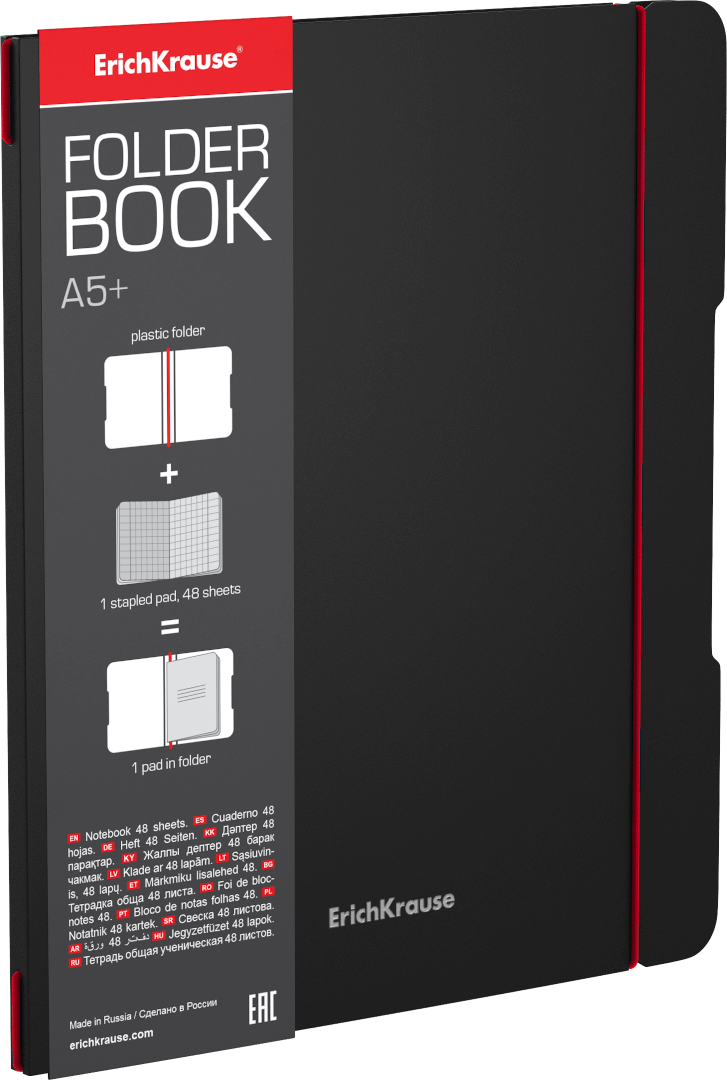 ErichKrause®
FOLDER
BOOK
A5+
plastic folder
+
1 stapled pad, 48 sheets
=
1 pad in folder
EN Notebook 48 sheets. ES Cuaderno 48
hojas. DE Heft 48 Seiten. KK Дәптер 48
парақтар. KY Жалпы дептер 48 барак
чакмак. LV Klade ar 48 lapām. LT Sąsiuvin-
is, 48 lapų. ET Märkmiku lisalehed 48. BG
Тетрадка обща 48 листа. RO Foi de bloc-
notes 48. PT Bloco de notas folhas 48. PL
Notatnik 48 kartek. SR Свеска 48 листова.
AR دفتر 48 ورقة HU Jegyzetfüzet 48 lapok.
RU Тетрадь общая ученическая 48 листов.
Made in Russia / Сделано в России
erichkrause.com
EAC
ErichKrause